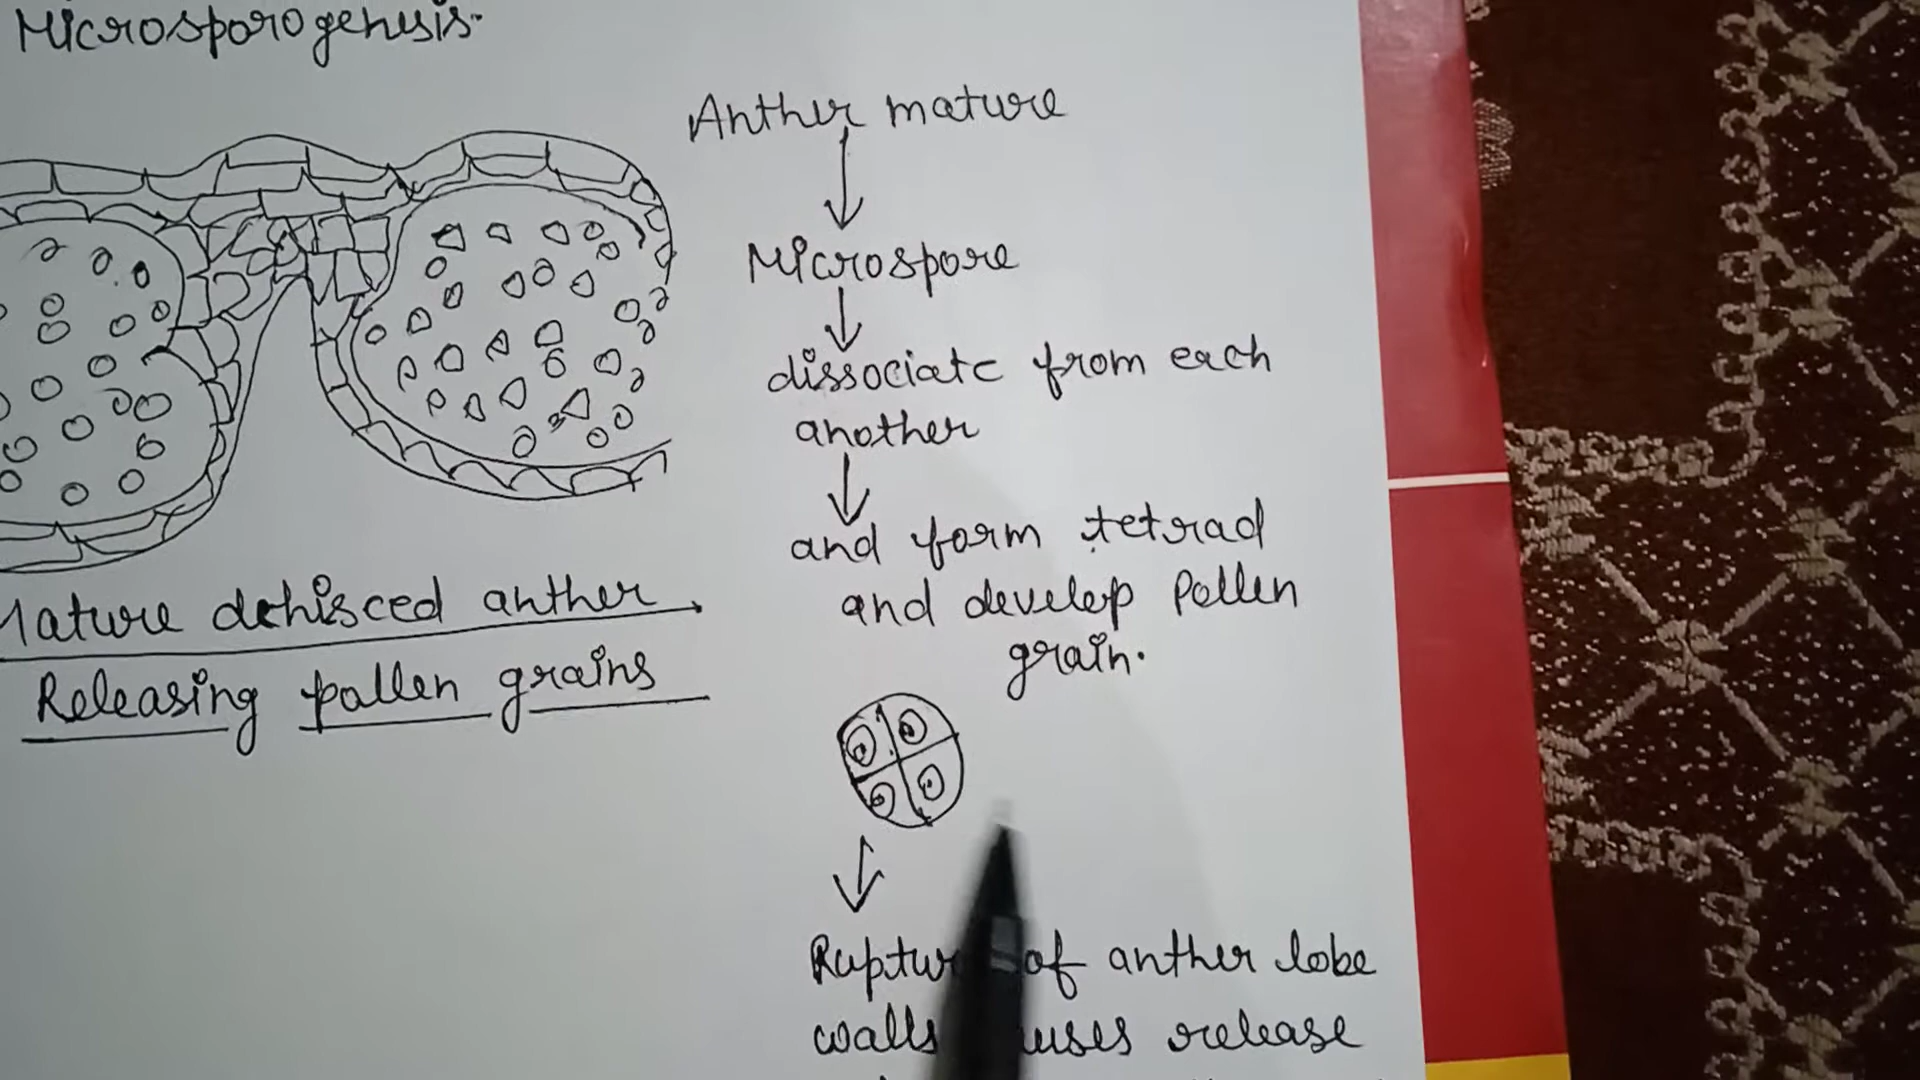 Microsporogenesis.
Anther mature
Microspore
dissociate from each
another
and form tetrad
and develop Pollen
grain.
Mature dehisced anther
Releasing pollen grains
of anther lobe
walls release